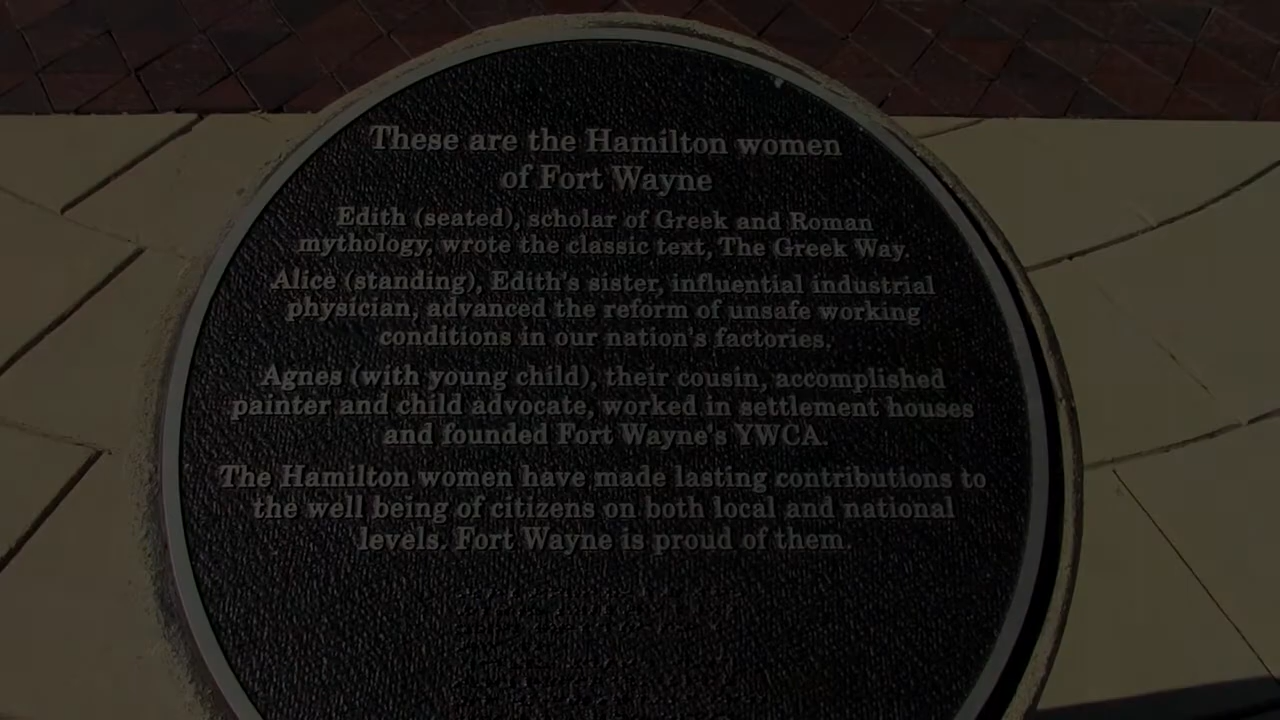 These are the Hamilton women
of Fort Wayne
Edith (seated), scholar of Greek and Roman
mythology, wrote the classic text, The Greek Way.
Alice (standing), Edith's sister, influential industrial
physician, advanced the reform of unsafe working
conditions in our nation's factories.
Agnes (with young child), their cousin, accomplished
painter and child advocate, worked in settlement houses
and founded Fort Wayne's YWCA.
The Hamilton women have made lasting contributions to
the well being of citizens on both local and national
levels. Fort Wayne is proud of them.